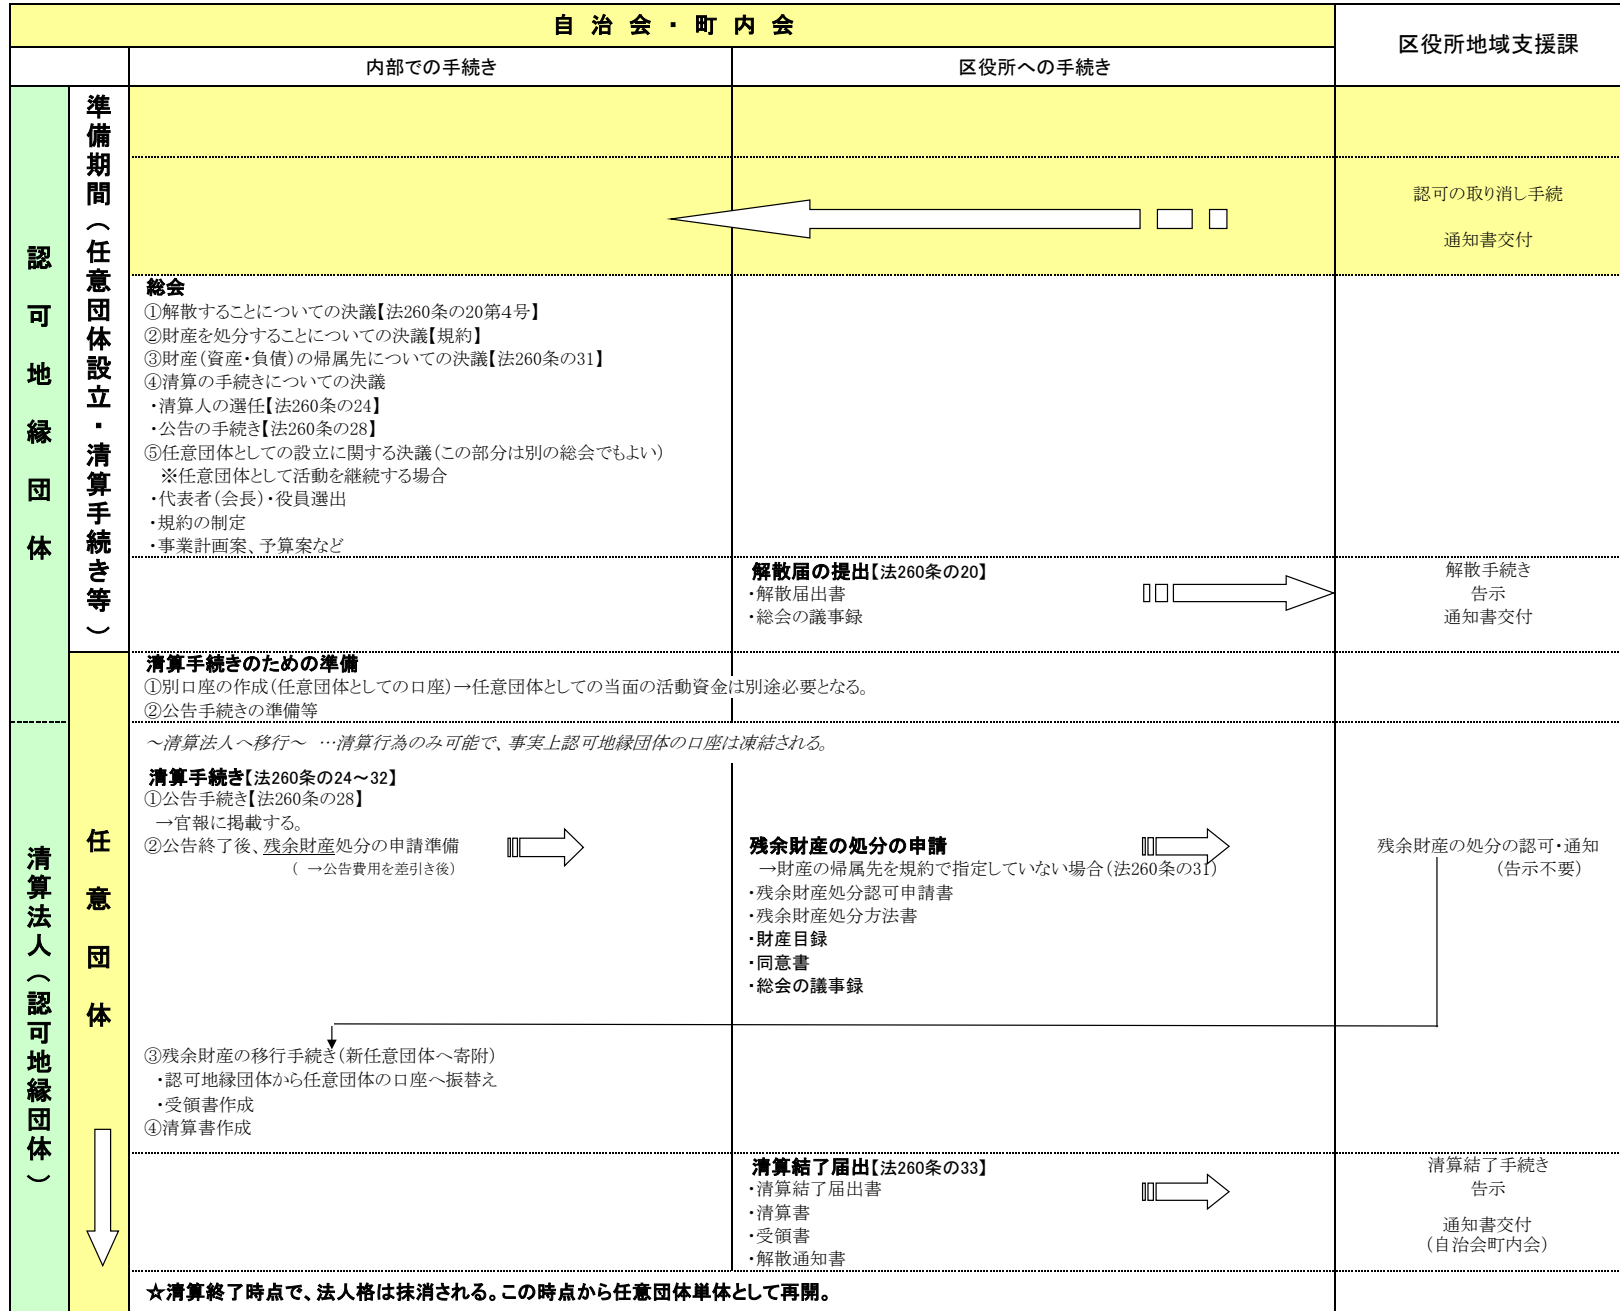 自治会・町内会
区役所地域支援課
内部での手続き
区役所への手続き
認可地縁団体
準備期間（任意団体設立・清算手続き等）
認可の取り消し手続
通知書交付
総会
①解散することについての決議【法260条の20第4号】
②財産を処分することについての決議【規約】
③財産(資産・負債)の帰属先についての決議【法260条の31】
④清算の手続きについての決議
・清算人の選任【法260条の24】
・公告の手続き【法260条の28】
⑤任意団体としての設立に関する決議(この部分は別の総会でもよい)
※任意団体として活動を継続する場合
・代表者(会長)・役員選出
・規約の制定
・事業計画案、予算案など
解散届の提出【法260条の20】
・解散届出書
・総会の議事録
解散手続き
告示
通知書交付
任意団体
清算手続きのための準備
①別口座の作成(任意団体としての口座)→任意団体としての当面の活動資金は別途必要となる。
②公告手続きの準備等
清算法人（認可地縁団体）
～清算法人へ移行～ …清算行為のみ可能で、事実上認可地縁団体の口座は凍結される。
清算手続き【法260条の24～32】
①公告手続き【法260条の28】
→官報に掲載する。
②公告終了後、残余財産処分の申請準備
( →公告費用を差引き後)
残余財産の処分の申請
→財産の帰属先を規約で指定していない場合(法260条の31)
・残余財産処分認可申請書
・残余財産処分方法書
・財産目録
・同意書
・総会の議事録
残余財産の処分の認可・通知
(告示不要)
③残余財産の移行手続き(新任意団体へ寄附)
・認可地縁団体から任意団体の口座へ振替え
・受領書作成
④清算書作成
清算結了届出【法260条の33】
・清算結了届出書
・清算書
・受領書
・解散通知書
清算結了手続き
告示
通知書交付
(自治会町内会)
☆清算終了時点で、法人格は抹消される。この時点から任意団体単体として再開。